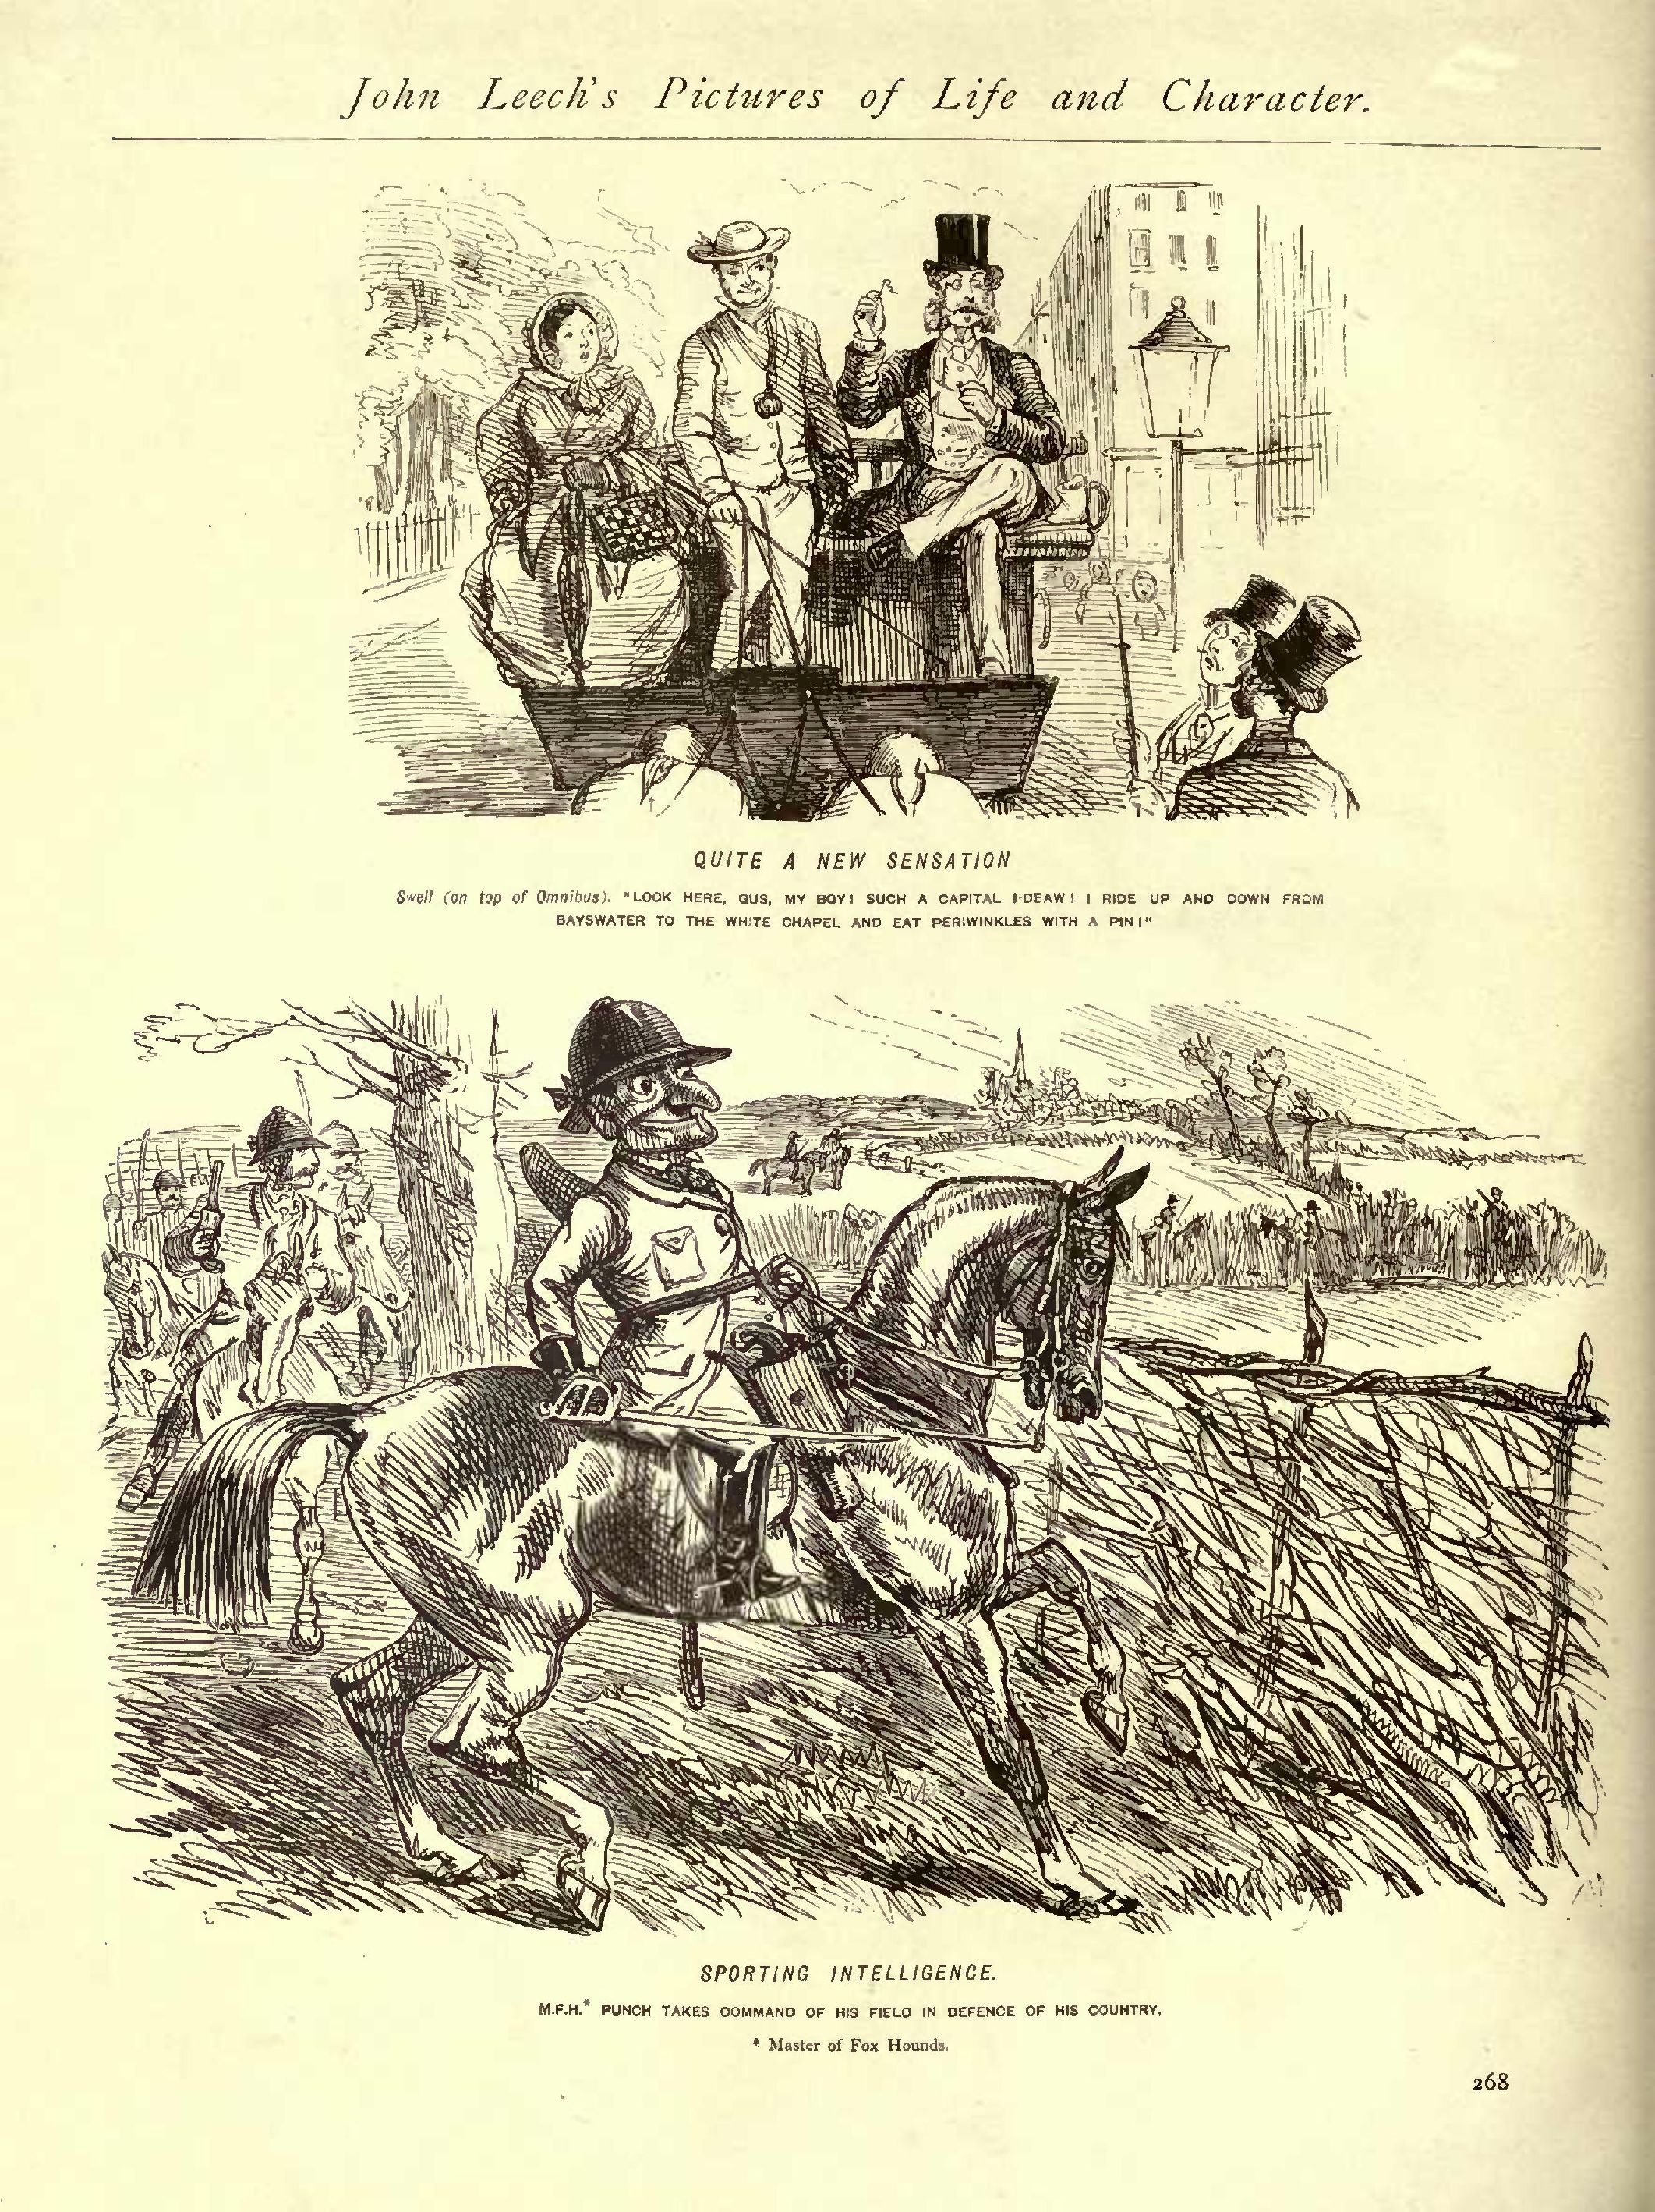 John Leech's Pictures of Life and Character.
QUITE A NEW SENSATION
Swell (on top of Omnibus). "LOOK HERE, GUS, MY BOY! SUCH A CAPITAL I-DEAW! I RIDE UP AND DOWN FROM
BAYSWATER TO THE WHITE CHAPEL AND EAT PERIWINKLES WITH A PIN!"
SPORTING INTELLIGENCE.
M.F.H.* PUNCH TAKES COMMAND OF HIS FIELD IN DEFENCE OF HIS COUNTRY.
* Master of Fox Hounds.
268